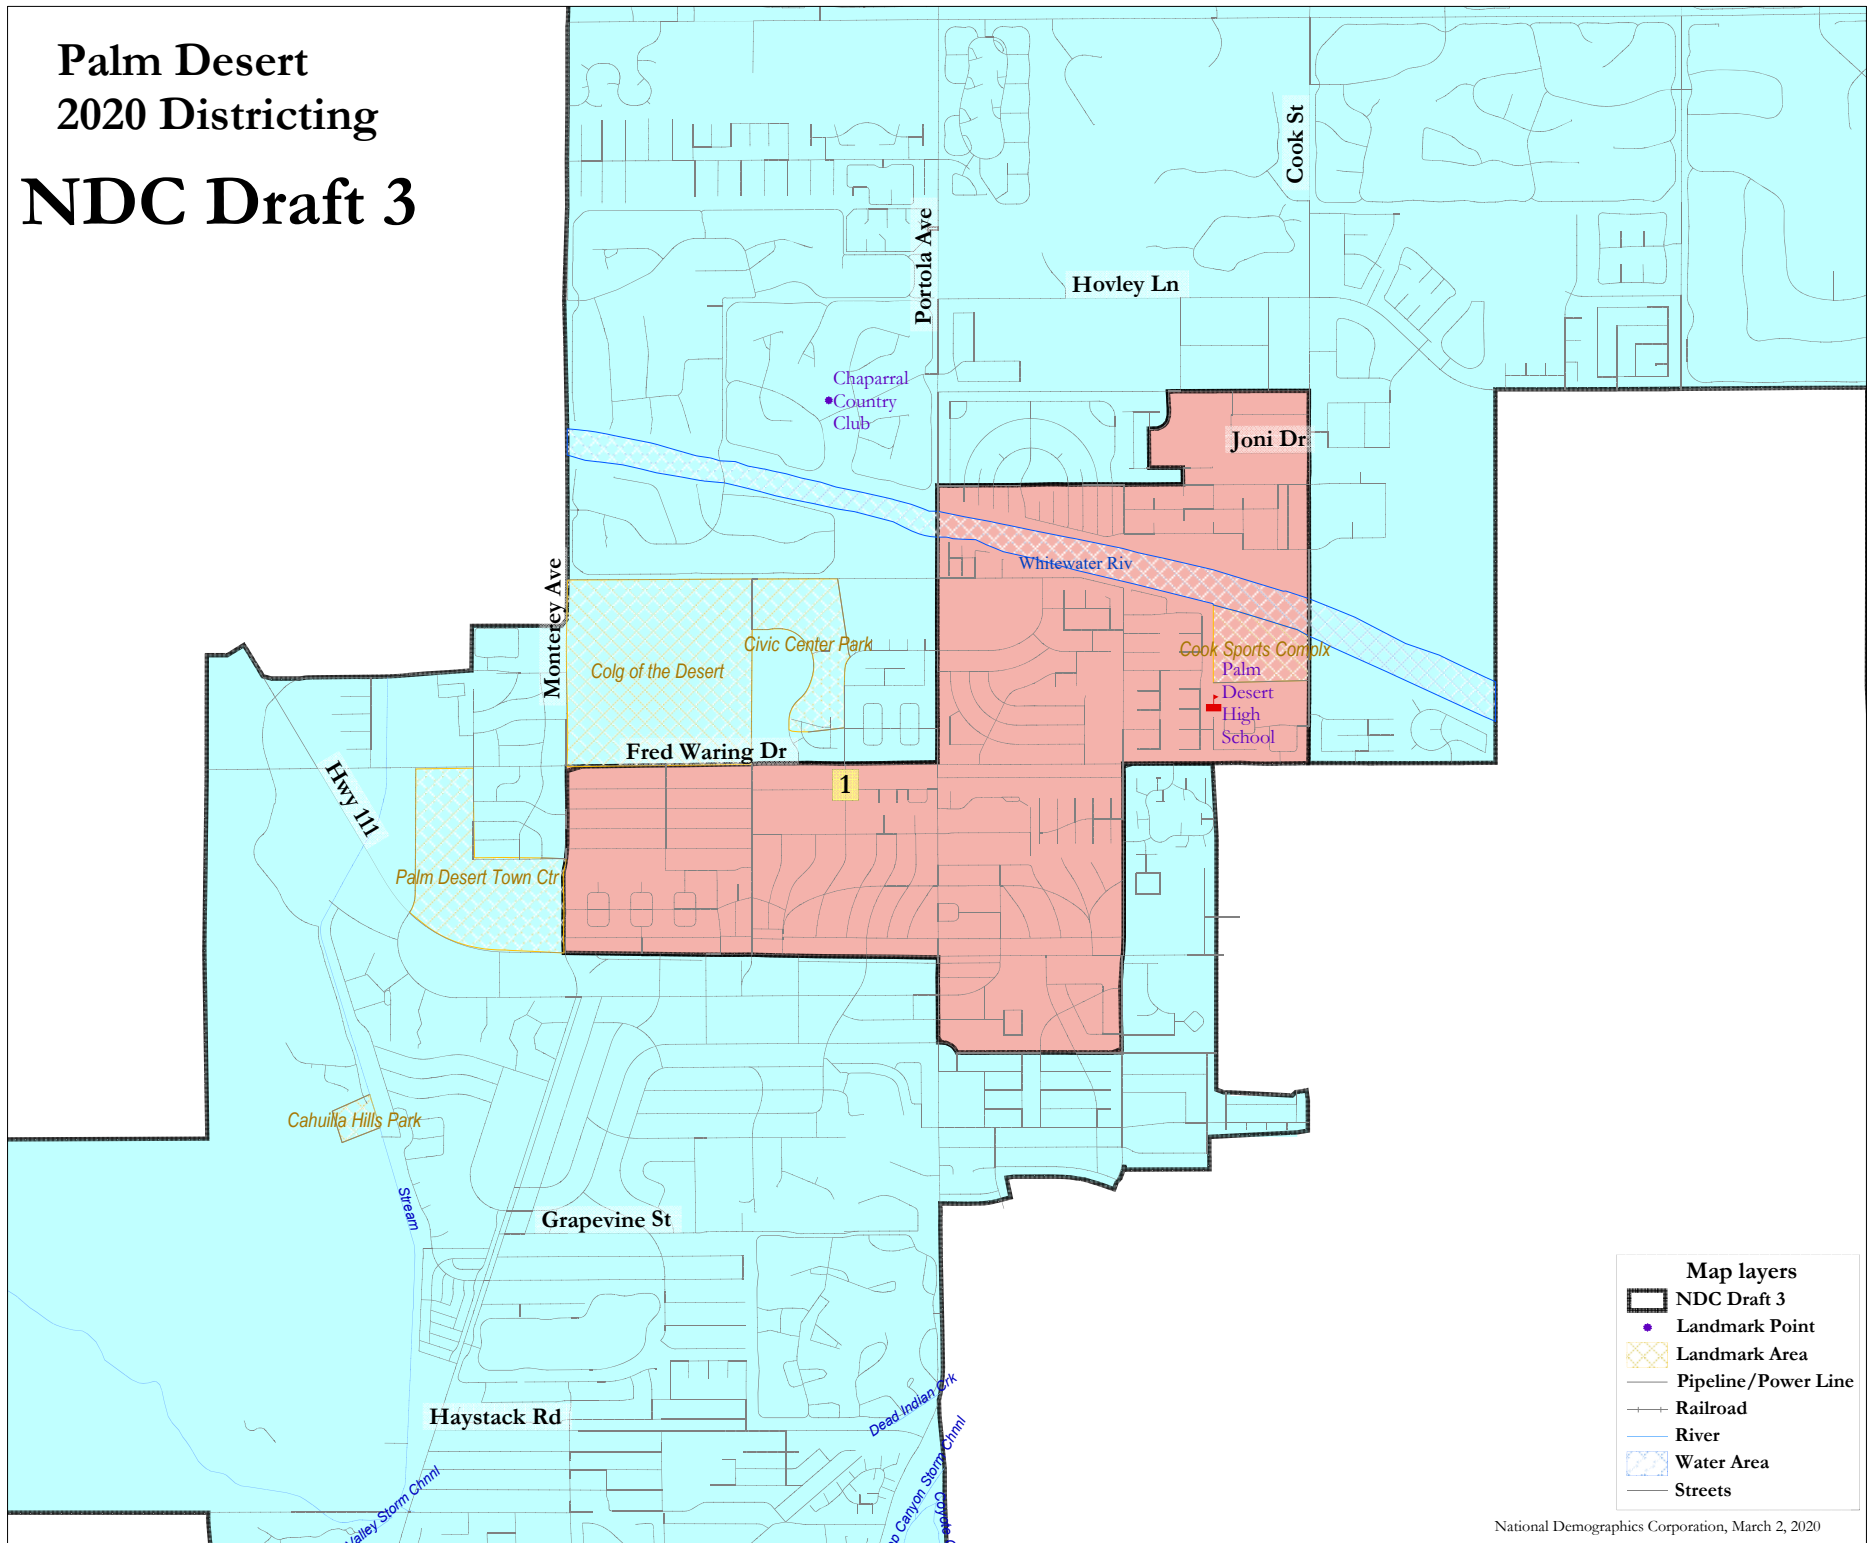 Palm Desert
2020 Districting
NDC Draft 3
Cook St
Portola Ave
Hovley Ln
Chaparral
Country
Club
Joni Dr
Whitewater Riv
Monterey Ave
Civic Center Park
Colg of the Desert
Cook Sports Complx
Palm
Desert
High
School
Fred Waring Dr
1
Hwy 111
Palm Desert Town Ctr
Cahuilla Hills Park
Stream
Grapevine St
Haystack Rd
Dead Indian Crk
Canyon Storm Chnnl
Valley Storm Chnnl
Coyote
Map layers
NDC Draft 3
Landmark Point
Landmark Area
Pipeline/Power Line
Railroad
River
Water Area
Streets
National Demographics Corporation, March 2, 2020